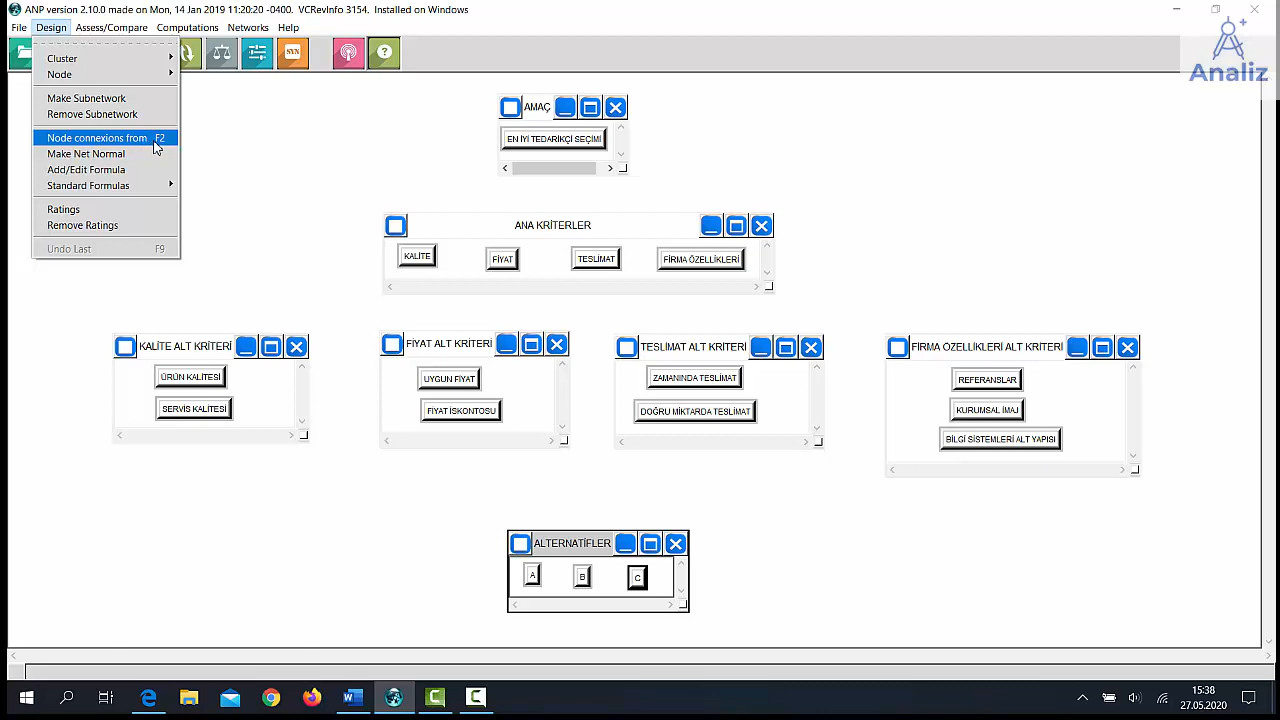 ANP version 2.10.0 made on Mon, 14 Jan 2019 11:20:20 -0400. VCRevInfo 3154. Installed on Windows
File Design Assess/Compare Computations Networks Help
SYN
?
Analiz
Cluster
Node
Make Subnetwork
Remove Subnetwork
Node connexions from F2
Make Net Normal
Add/Edit Formula
Standard Formulas
Ratings
Remove Ratings
Undo Last F9
AMAÇ
EN İYİ TEDARİKÇİ SEÇİMİ
ANA KRİTERLER
KALİTE FİYAT TESLİMAT FİRMA ÖZELLİKLERİ
KALİTE ALT KRİTERİ
ÜRÜN KALİTESİ
SERVİS KALİTESİ
FİYAT ALT KRİTERİ
UYGUN FİYAT
FİYAT İSKONTOSU
TESLİMAT ALT KRİTERİ
ZAMANINDA TESLİMAT
DOĞRU MİKTARDA TESLİMAT
FİRMA ÖZELLİKLERİ ALT KRİTERİ
REFERANSLAR
KURUMSAL İMAJ
BİLGİ SİSTEMLERİ ALT YAPISI
ALTERNATİFLER
A B C
15:38
27.05.2020